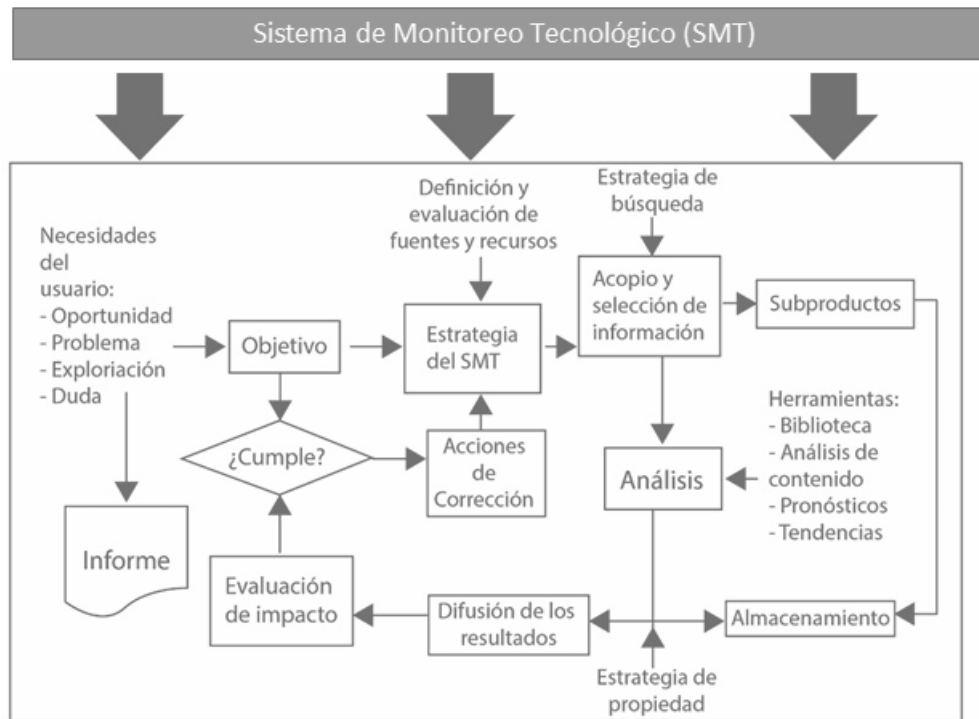 Sistema de Monitoreo Tecnológico (SMT)
Necesidades
del
usuario:
- Oportunidad
- Problema
- Exploriación
- Duda
Informe
Objetivo
¿Cumple?
Evaluación
de impacto
Definición y
evaluación de
fuentes y recursos
Estrategia
del SMT
Acciones
de
Corrección
Difusión de los
resultados
Estrategia de
búsqueda
Acopio y
selección de
información
Análisis
Estrategia de
propiedad
Subproductos
Herramientas:
- Biblioteca
- Análisis de
contenido
- Pronósticos
- Tendencias
Almacenamiento